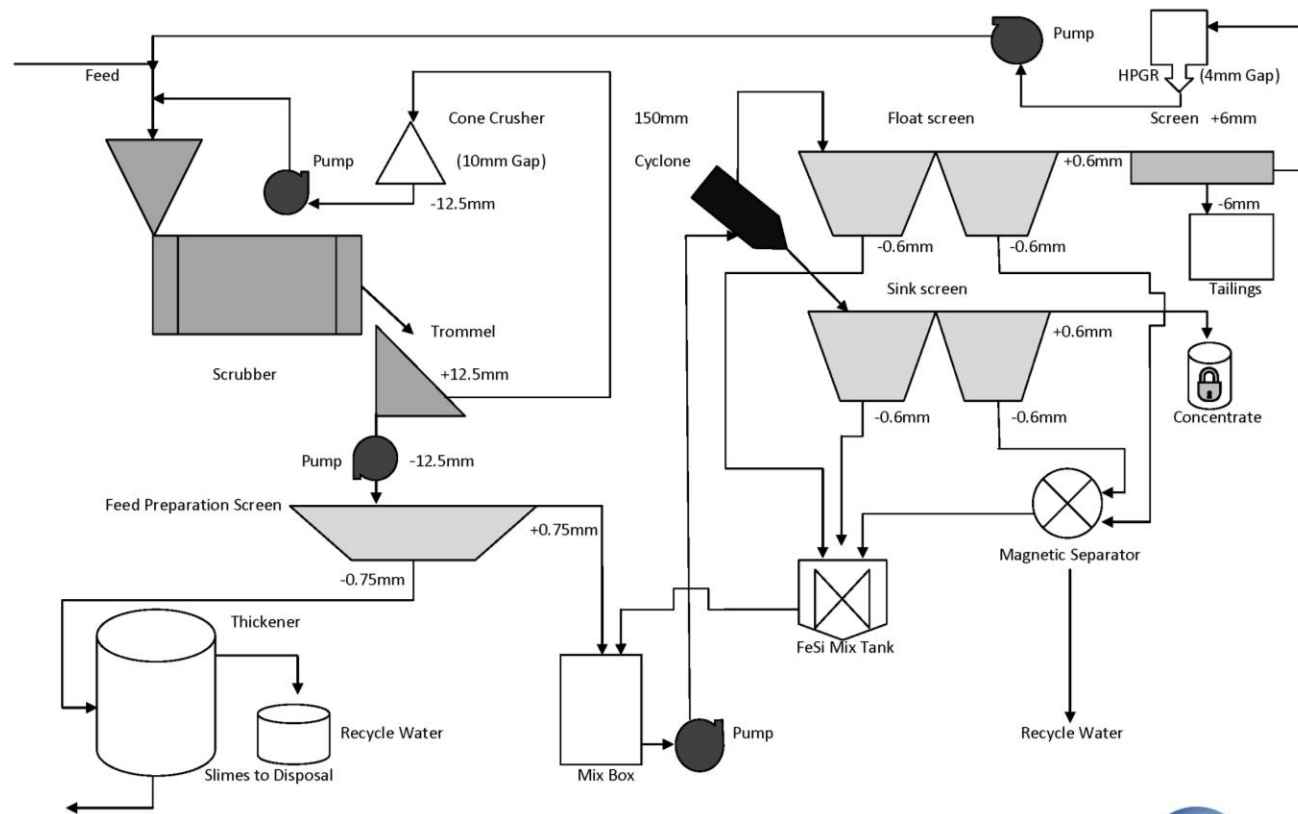 Pump
HPGR
(4mm Gap)
Feed
Cone Crusher
150mm
Float screen
Screen +6mm
Pump
(10mm Gap)
Cyclone
+0.6mm
-12.5mm
-6mm
-0.6mm
-0.6mm
Sink screen
Tailings
Trommel
+0.6mm
Scrubber
+12.5mm
-0.6mm
-0.6mm
Concentrate
Pump
-12.5mm
Feed Preparation Screen
+0.75mm
Magnetic Separator
-0.75mm
Thickener
FeSi Mix Tank
Recycle Water
Pump
Recycle Water
Slimes to Disposal
Mix Box